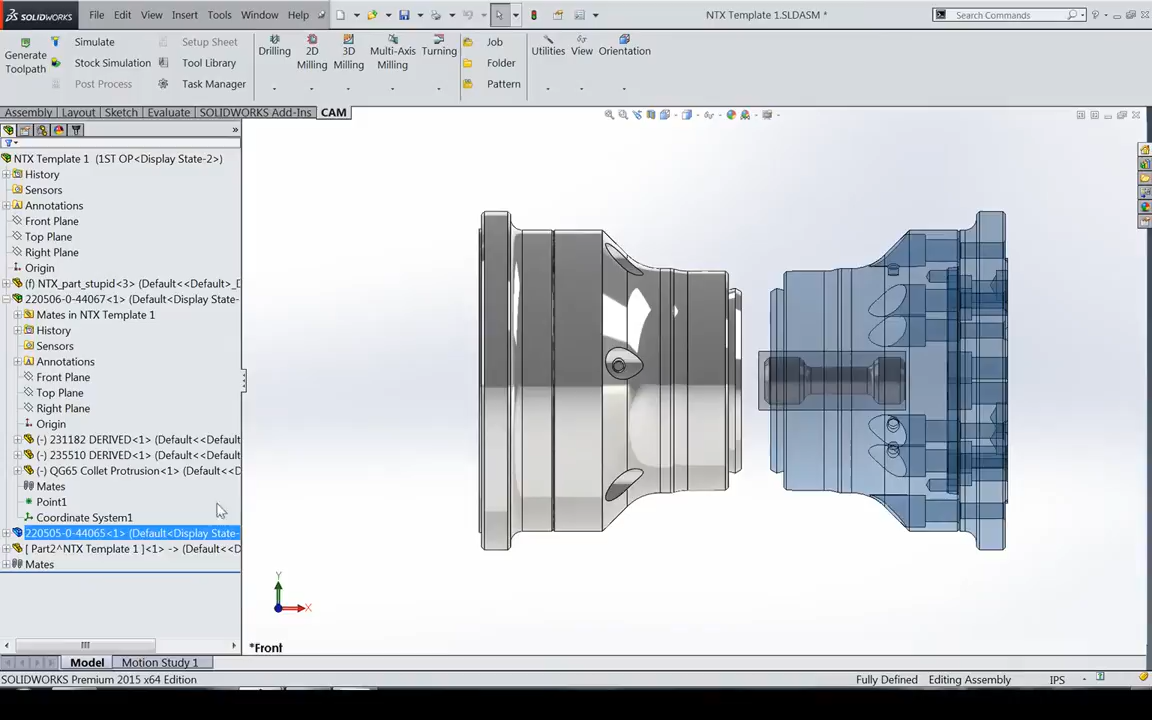 SOLIDWORKS File Edit View Insert Tools Window Help NTX Template 1.SLDASM * Search Commands
Generate Toolpath
Simulate Setup Sheet
Stock Simulation Tool Library
Post Process Task Manager
Drilling 2D Milling 3D Milling Multi-Axis Milling Turning
Job
Folder
Pattern
Utilities View Orientation
Assembly Layout Sketch Evaluate SOLIDWORKS Add-Ins CAM
NTX Template 1 (1ST OP<Display State-2>)
History
Sensors
Annotations
Front Plane
Top Plane
Right Plane
Origin
(f) NTX_part_stupid<3> (Default<<Default>_D
220506-0-44067<1> (Default<Display State-
Mates in NTX Template 1
History
Sensors
Annotations
Front Plane
Top Plane
Right Plane
Origin
(-) 231182 DERIVED<1> (Default<<Default
(-) 235510 DERIVED<1> (Default<<Default
(-) QG65 Collet Protrusion<1> (Default<<D
Mates
Point1
Coordinate System1
220505-0-44065<1> (Default<Display State-
[ Part2^NTX Template 1 ]<1> -> (Default<<D
Mates
Y
X
*Front
Model Motion Study 1
SOLIDWORKS Premium 2015 x64 Edition Fully Defined Editing Assembly IPS